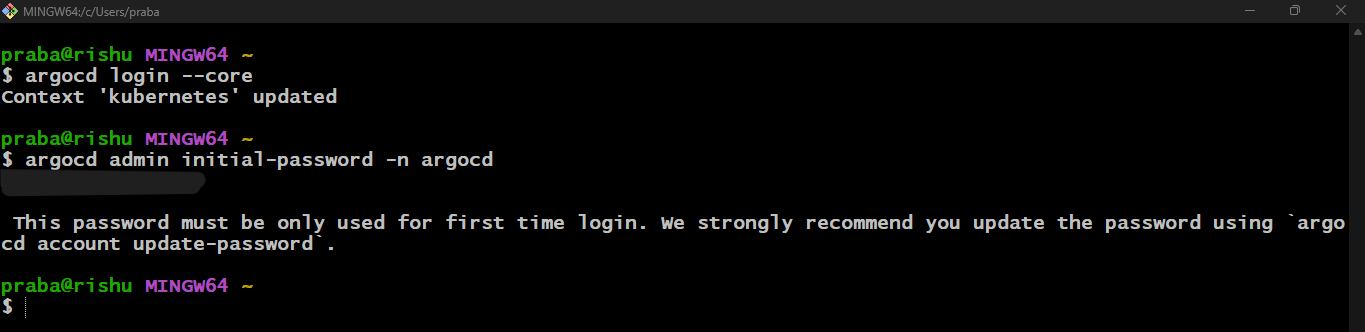 MINGW64:/c/Users/praba
praba@rishu MINGW64 ~
$ argocd login --core
Context 'kubernetes' updated
praba@rishu MINGW64 ~
$ argocd admin initial-password -n argocd
This password must be only used for first time login. We strongly recommend you update the password using `argo
cd account update-password`.
praba@rishu MINGW64 ~
$